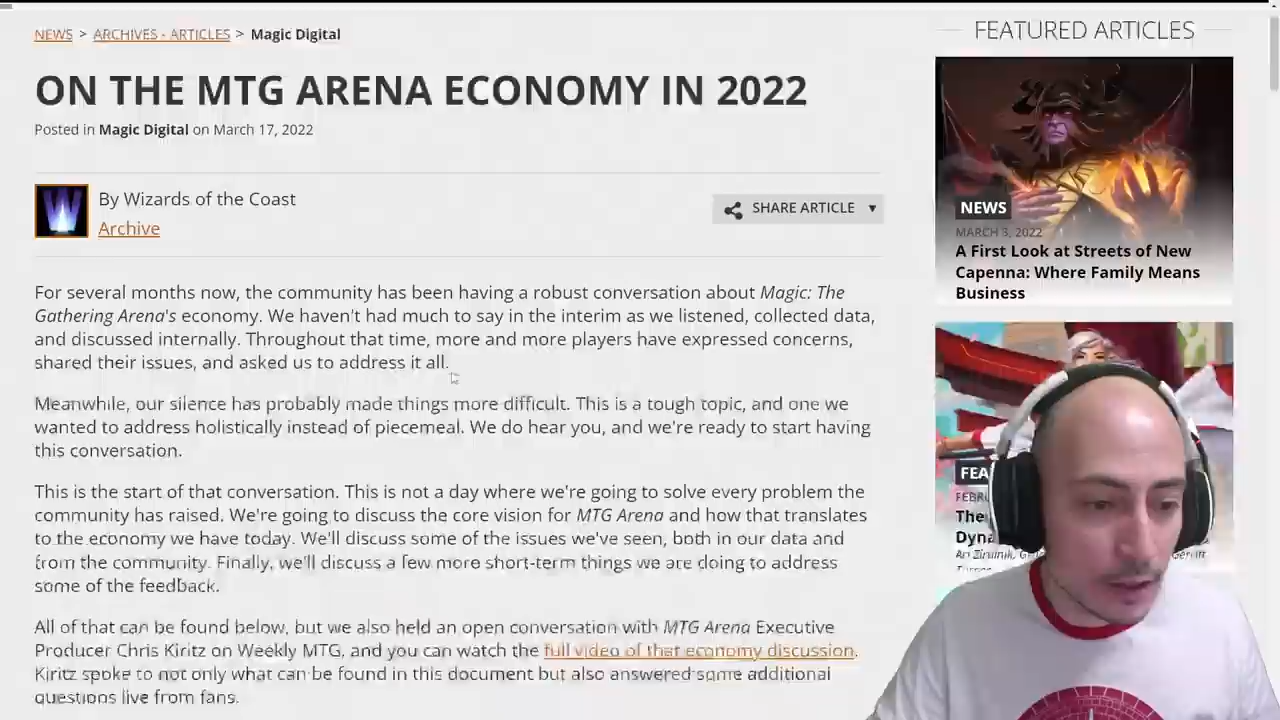 NEWS > ARCHIVES - ARTICLES > Magic Digital
ON THE MTG ARENA ECONOMY IN 2022
Posted in Magic Digital on March 17, 2022
By Wizards of the Coast
Archive
SHARE ARTICLE
For several months now, the community has been having a robust conversation about Magic: The
Gathering Arena's economy. We haven't had much to say in the interim as we listened, collected data,
and discussed internally. Throughout that time, more and more players have expressed concerns,
shared their issues, and asked us to address it all.
Meanwhile, our silence has probably made things more difficult. This is a tough topic, and one we
wanted to address holistically instead of piecemeal. We do hear you, and we're ready to start having
this conversation.
This is the start of that conversation. This is not a day where we're going to solve every problem the
community has raised. We're going to discuss the core vision for MTG Arena and how that translates
to the economy we have today. We'll discuss some of the issues we've seen, both in our data and
from the community. Finally, we'll discuss a few more short-term things we are doing to address
some of the feedback.
All of that can be found below, but we also held an open conversation with MTG Arena Executive
Producer Chris Kiritz on Weekly MTG, and you can watch the full video of that economy discussion.
Kiritz spoke to not only what can be found in this document but also answered some additional
questions live from fans.
FEATURED ARTICLES
NEWS
MARCH 3, 2022
A First Look at Streets of New
Capenna: Where Family Means
Business
FEA
FEBRU
The
Dyna